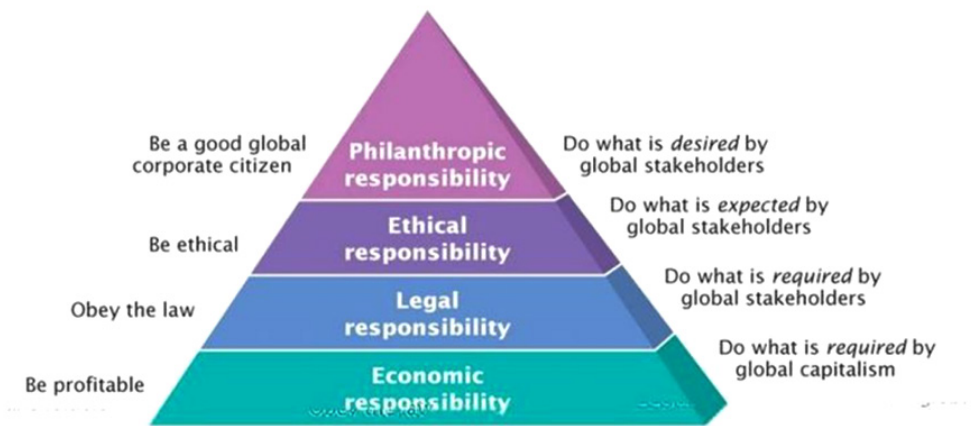 Be a good global
corporate citizen
Philanthropic
responsibility
Do what is desired by
global stakeholders
Be ethical
Ethical
responsibility
Do what is expected by
global stakeholders
Obey the law
Legal
responsibility
Do what is required by
global stakeholders
Be profitable
Economic
responsibility
Do what is required by
global capitalism